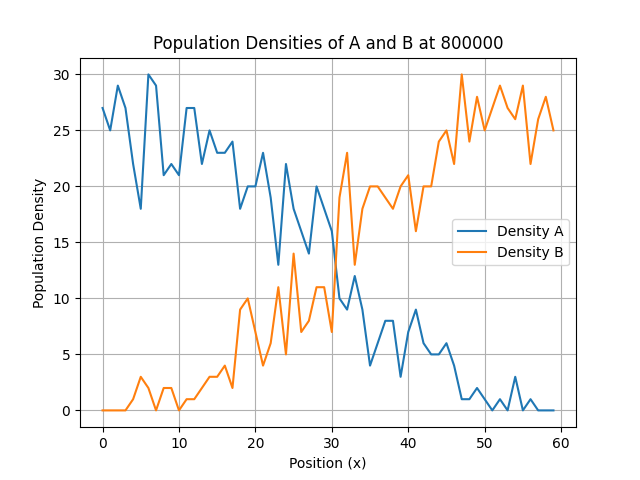 Population Densities of A and B at 800000
Population Density
30
25
20
15
10
5
0
Density A
Density B
0 10 20 30 40 50 60
Position (x)